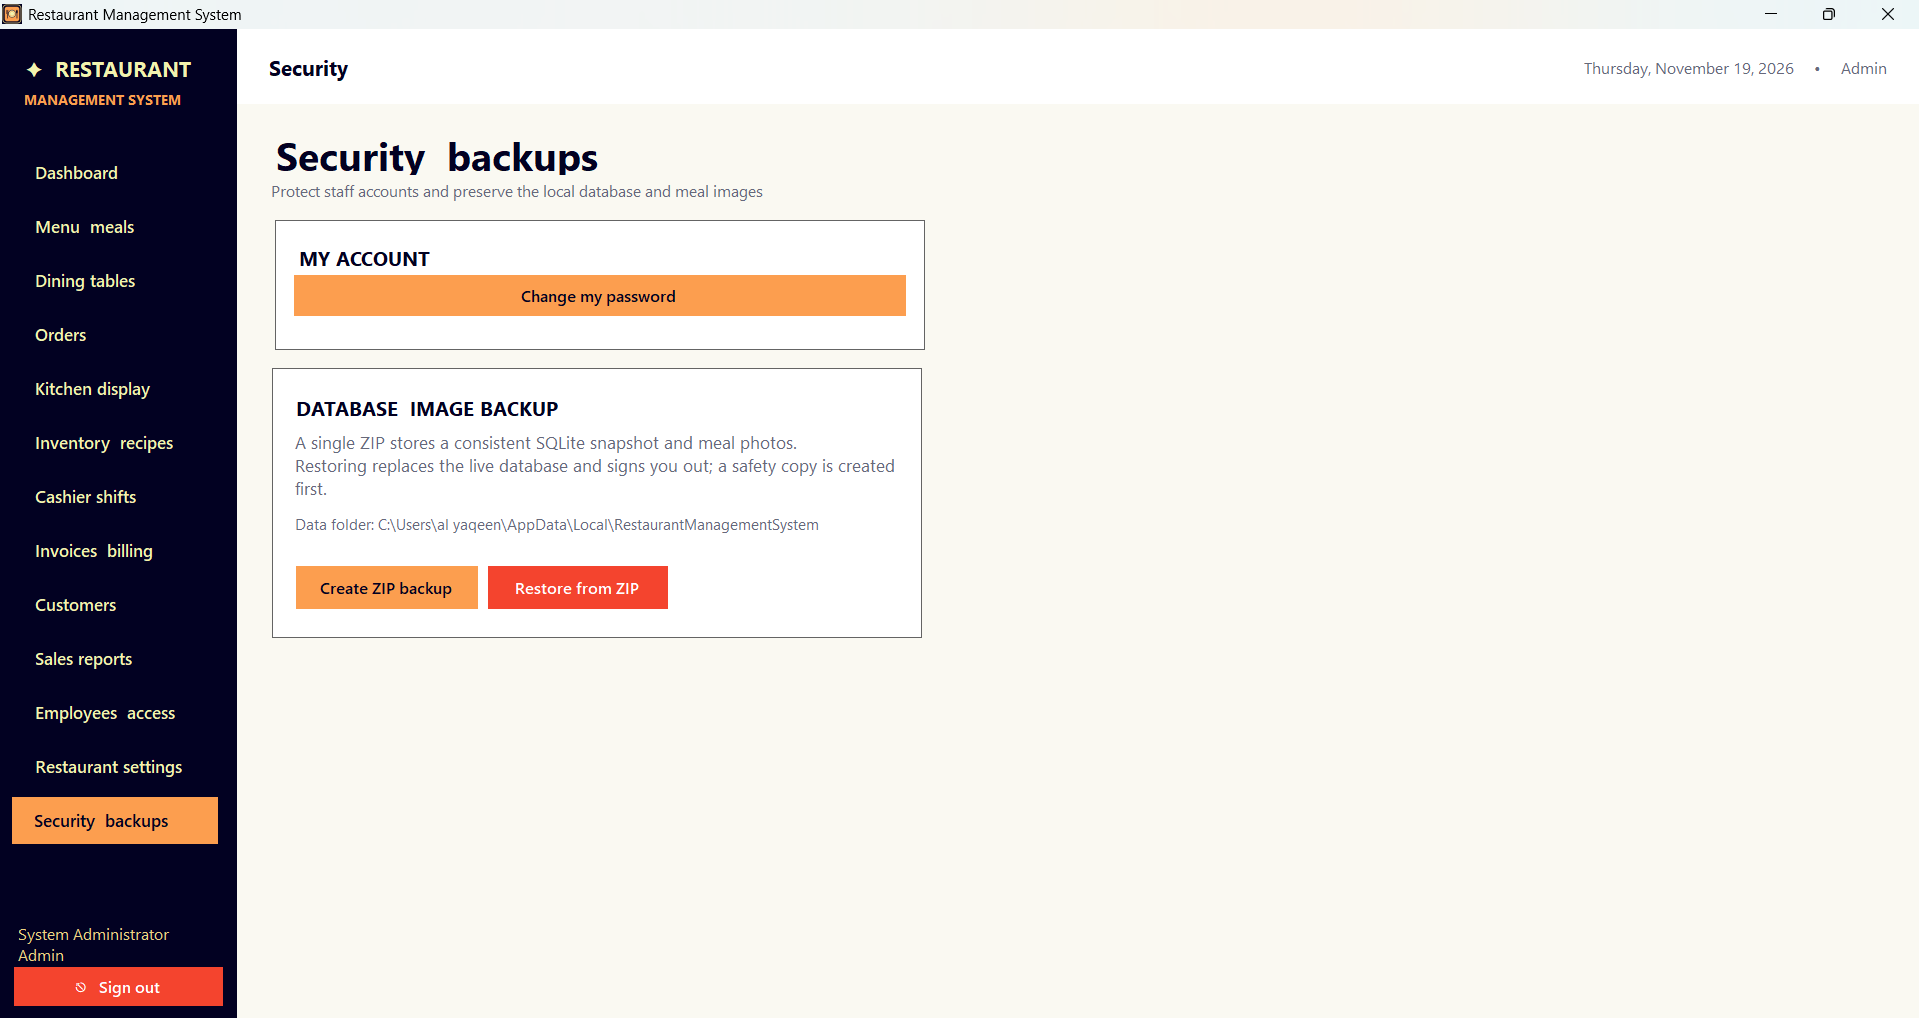 Restaurant Management System
✦ RESTAURANT
MANAGEMENT SYSTEM
Dashboard
Menu  meals
Dining tables
Orders
Kitchen display
Inventory  recipes
Cashier shifts
Invoices  billing
Customers
Sales reports
Employees  access
Restaurant settings
Security  backups
System Administrator
Admin
Sign out
Security
Thursday, November 19, 2026 • Admin
Security  backups
Protect staff accounts and preserve the local database and meal images
MY ACCOUNT
Change my password
DATABASE  IMAGE BACKUP
A single ZIP stores a consistent SQLite snapshot and meal photos.
Restoring replaces the live database and signs you out; a safety copy is created
first.
Data folder: C:\Users\al yaqeen\AppData\Local\RestaurantManagementSystem
Create ZIP backup
Restore from ZIP